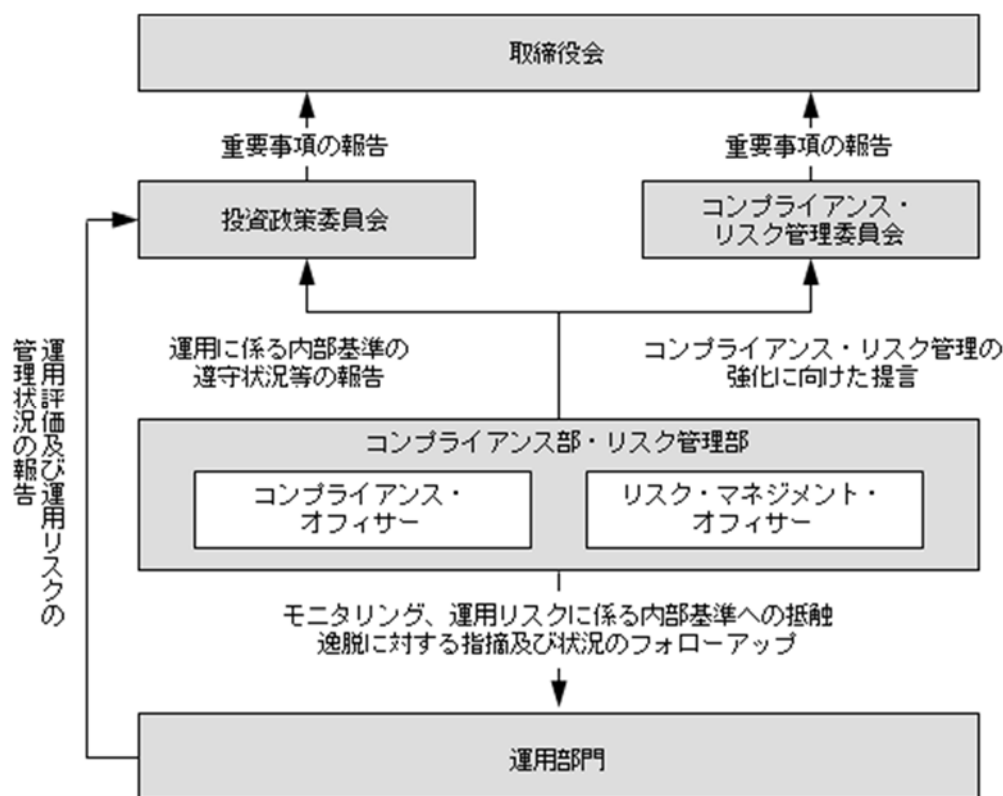 取締役会
重要事項の報告
重要事項の報告
投資政策委員会
コンプライアンス・
リスク管理委員会
運用に係る内部基準の
遵守状況等の報告
コンプライアンス・リスク管理の
強化に向けた提言
運用評価及び運用リスクの
管理状況の報告
コンプライアンス部・リスク管理部
コンプライアンス・
オフィサー
リスク・マネジメント・
オフィサー
モニタリング、運用リスクに係る内部基準への抵触
逸脱に対する指摘及び状況のフォローアップ
運用部門